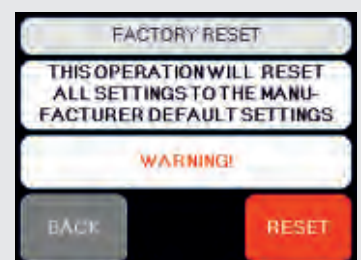 FACTORY RESET
THIS OPERATION WILL RESET
ALL SETTINGS TO THE MANU-
FACTURER DEFAULT SETTINGS
WARNING!
BACK
RESET